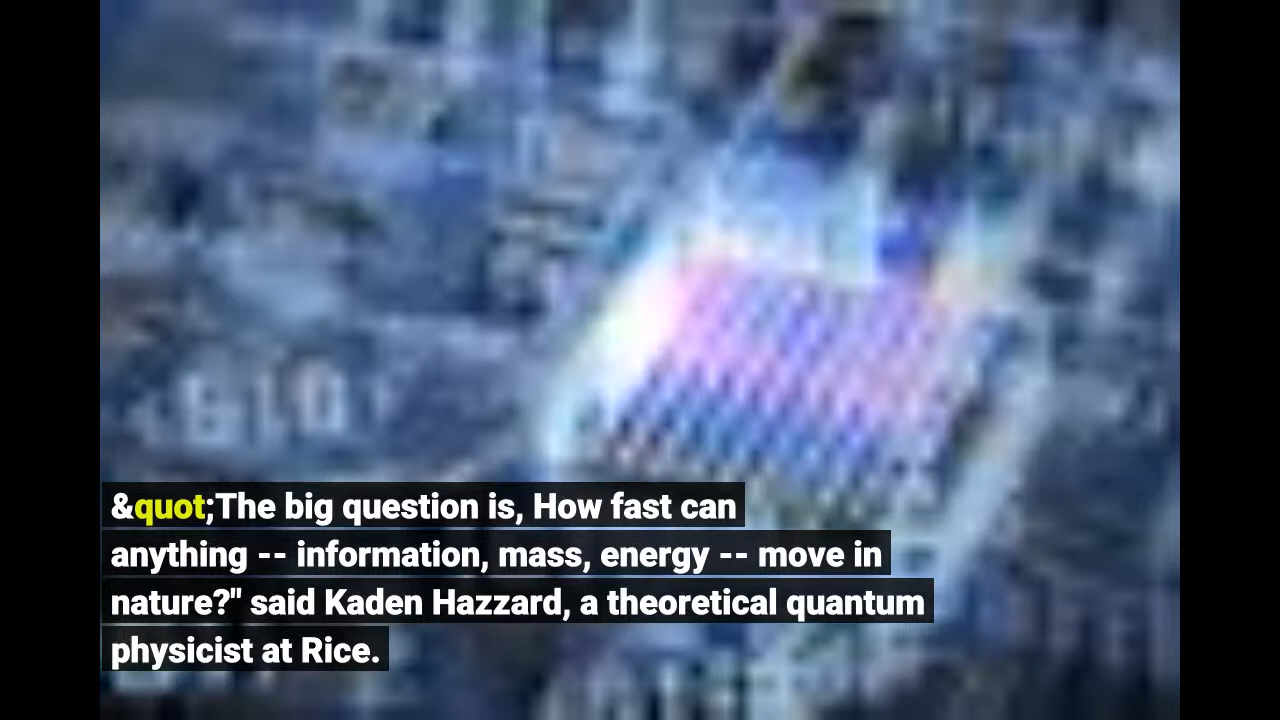 &quot;The big question is, How fast can
anything -- information, mass, energy -- move in
nature?" said Kaden Hazzard, a theoretical quantum
physicist at Rice.